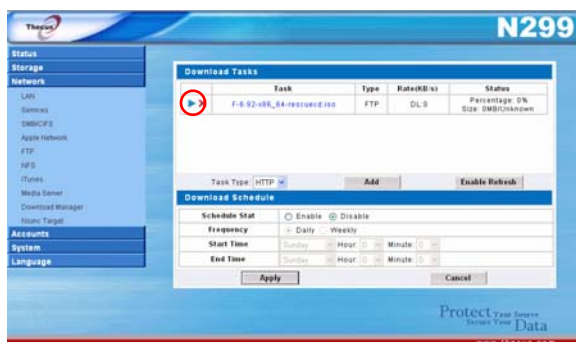 Thecus
N299
Status
Storage
Network
LAN
Services
SMB/CIFS
Apple Network
FTP
NFS
iTunes
Media Server
Download Manager
Nsync Target
Accounts
System
Language
Download Tasks
Task Type Rate(KB/s) Status
F-6.92-x86_64-rescuecd.iso FTP DL:0 Percentage: 0%
Size: 0MB/Unknown
Task Type: HTTP Add Enable Refresh
Download Schedule
Schedule Stat Enable Disable
Frequency Daily Weekly
Start Time Sunday Hour: 0 Minute: 0
End Time Sunday Hour: 0 Minute: 0
Apply Cancel
Protect Your Source
Secure Your Data